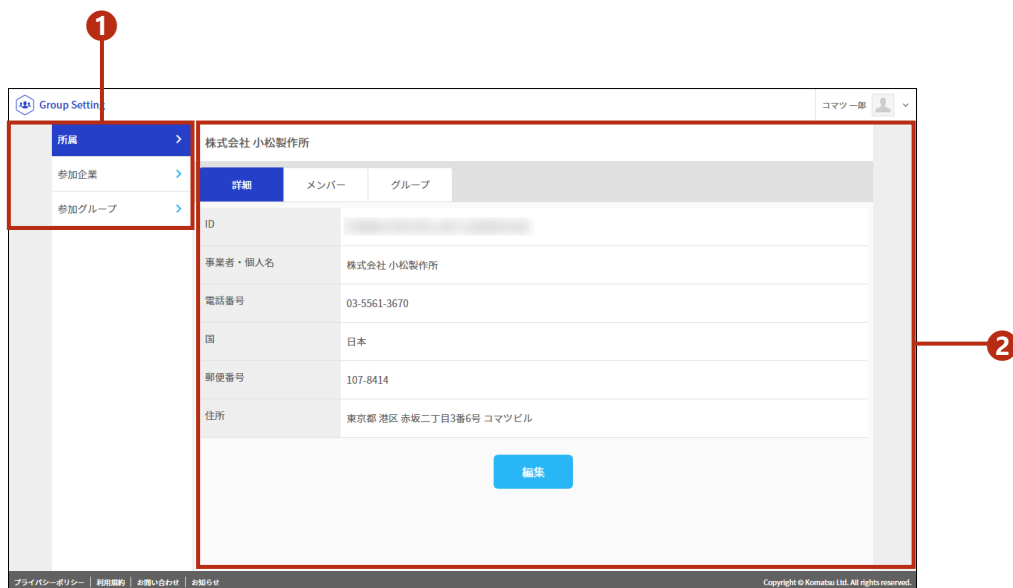 1
Group Setting
コマツ 一郎
所属
参加企業
参加グループ
株式会社 小松製作所
詳細 メンバー グループ
ID
事業者・個人名 株式会社 小松製作所
電話番号 03-5561-3670
国 日本
郵便番号 107-8414
住所 東京都 港区 赤坂二丁目3番6号 コマツビル
編集
2
プライバシーポリシー | 利用規約 | お問い合わせ | お知らせ Copyright © Komatsu Ltd. All rights reserved.